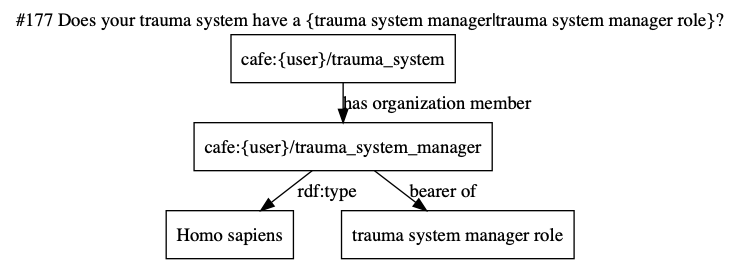 #177 Does your trauma system have a {trauma system manager|trauma system manager role}?
cafe:{user}/trauma_system
has organization member
cafe:{user}/trauma_system_manager
rdf:type
bearer of
Homo sapiens
trauma system manager role